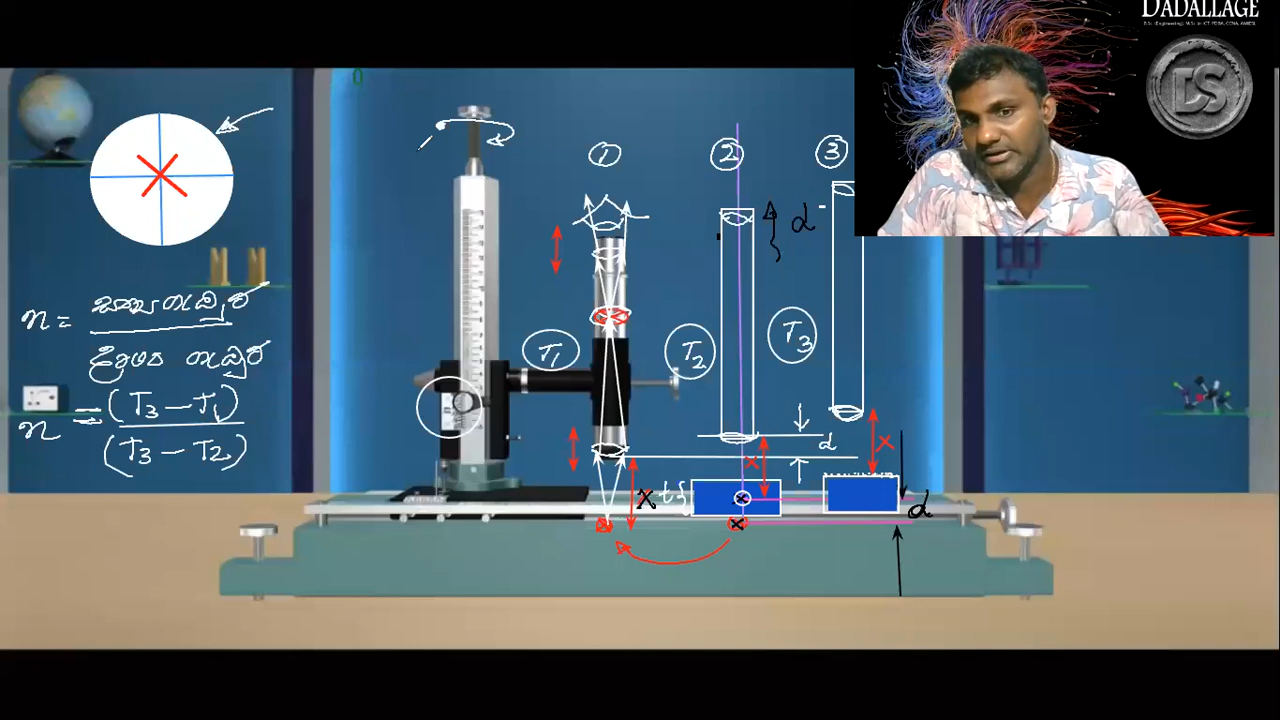 DADALLAGE
DS
①
②
③
d
n = සත්‍ය ගැඹුර
දෘශ්‍ය ගැඹුර
T1
T2
T3
n = (T3 - T1)
(T3 - T2)
d
x
x
x
t
d